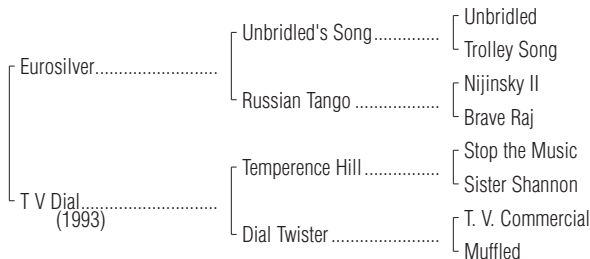 Unbridled
Unbridled's Song..............
Trolley Song
Eurosilver..........................
Nijinsky II
Russian Tango ..................
Brave Raj
Stop the Music
Temperence Hill................
Sister Shannon
T V Dial.............................
(1993)
T. V. Commercial
Dial Twister .......................
Muffled